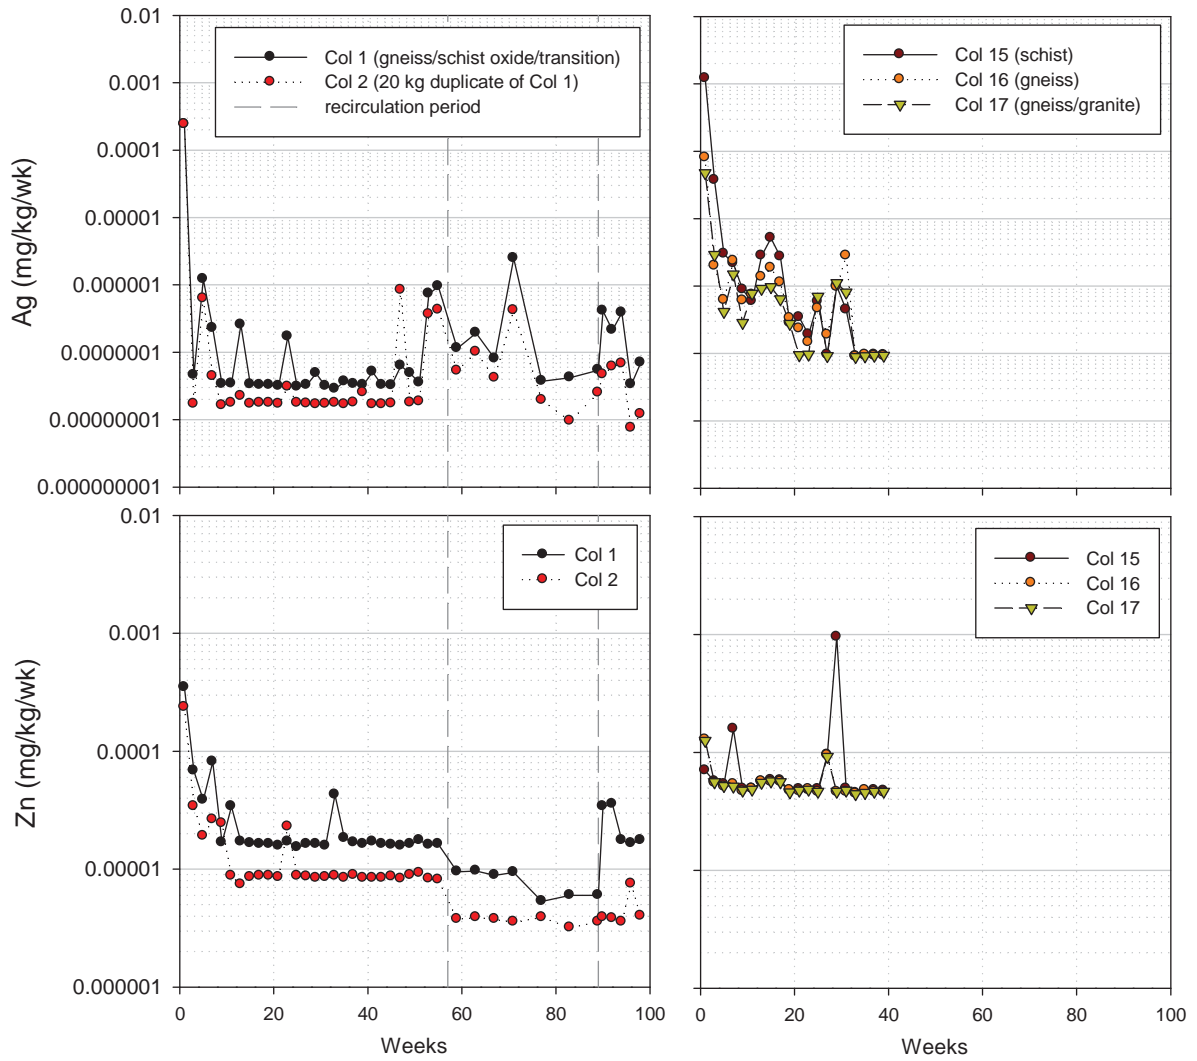 0.01
0.001
0.0001
0.00001
0.000001
0.0000001
0.00000001
0.000000001
Ag (mg/kg/wk)
Col 1 (gneiss/schist oxide/transition)
Col 2 (20 kg duplicate of Col 1)
recirculation period
Col 15 (schist)
Col 16 (gneiss)
Col 17 (gneiss/granite)
0.01
0.001
0.0001
0.00001
0.000001
Zn (mg/kg/wk)
Col 1
Col 2
Col 15
Col 16
Col 17
0 20 40 60 80 100
Weeks
0 20 40 60 80 100
Weeks